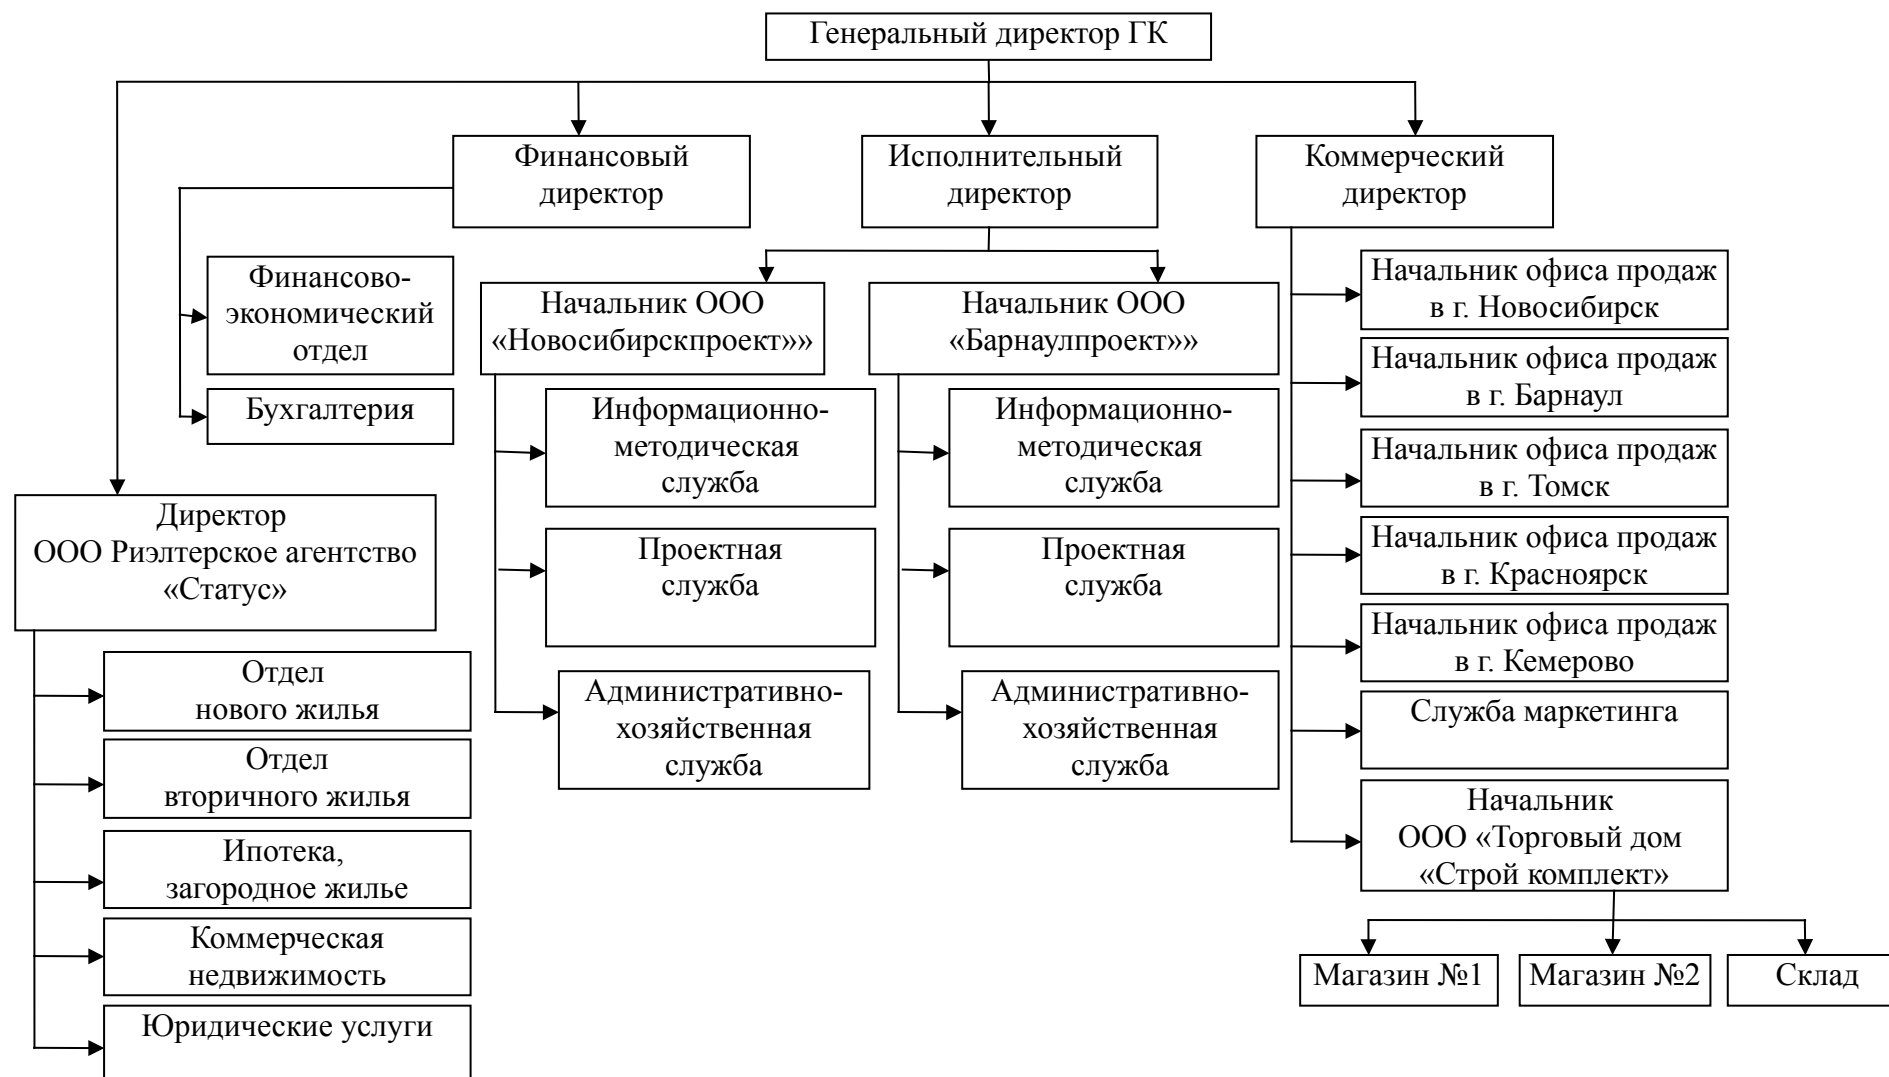 Генеральный директор ГК
Финансовый
директор
Исполнительный
директор
Коммерческий
директор
Финансово-
экономический
отдел
Бухгалтерия
Директор
ООО Риэлтерское агентство
«Статус»
Отдел
нового жилья
Отдел
вторичного жилья
Ипотека,
загородное жилье
Коммерческая
недвижимость
Юридические услуги
Начальник ООО
«Новосибирскпроект»»
Информационно-
методическая
служба
Проектная
служба
Административно-
хозяйственная
служба
Начальник ООО
«Барнаулпроект»»
Информационно-
методическая
служба
Проектная
служба
Административно-
хозяйственная
служба
Начальник офиса продаж
в г. Новосибирск
Начальник офиса продаж
в г. Барнаул
Начальник офиса продаж
в г. Томск
Начальник офиса продаж
в г. Красноярск
Начальник офиса продаж
в г. Кемерово
Служба маркетинга
Начальник
ООО «Торговый дом
«Строй комплект»
Магазин №1
Магазин №2
Склад